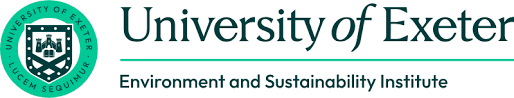 UNIVERSITY OF EXETER
LUCEM SEQUIMUR
University of Exeter
Environment and Sustainability Institute